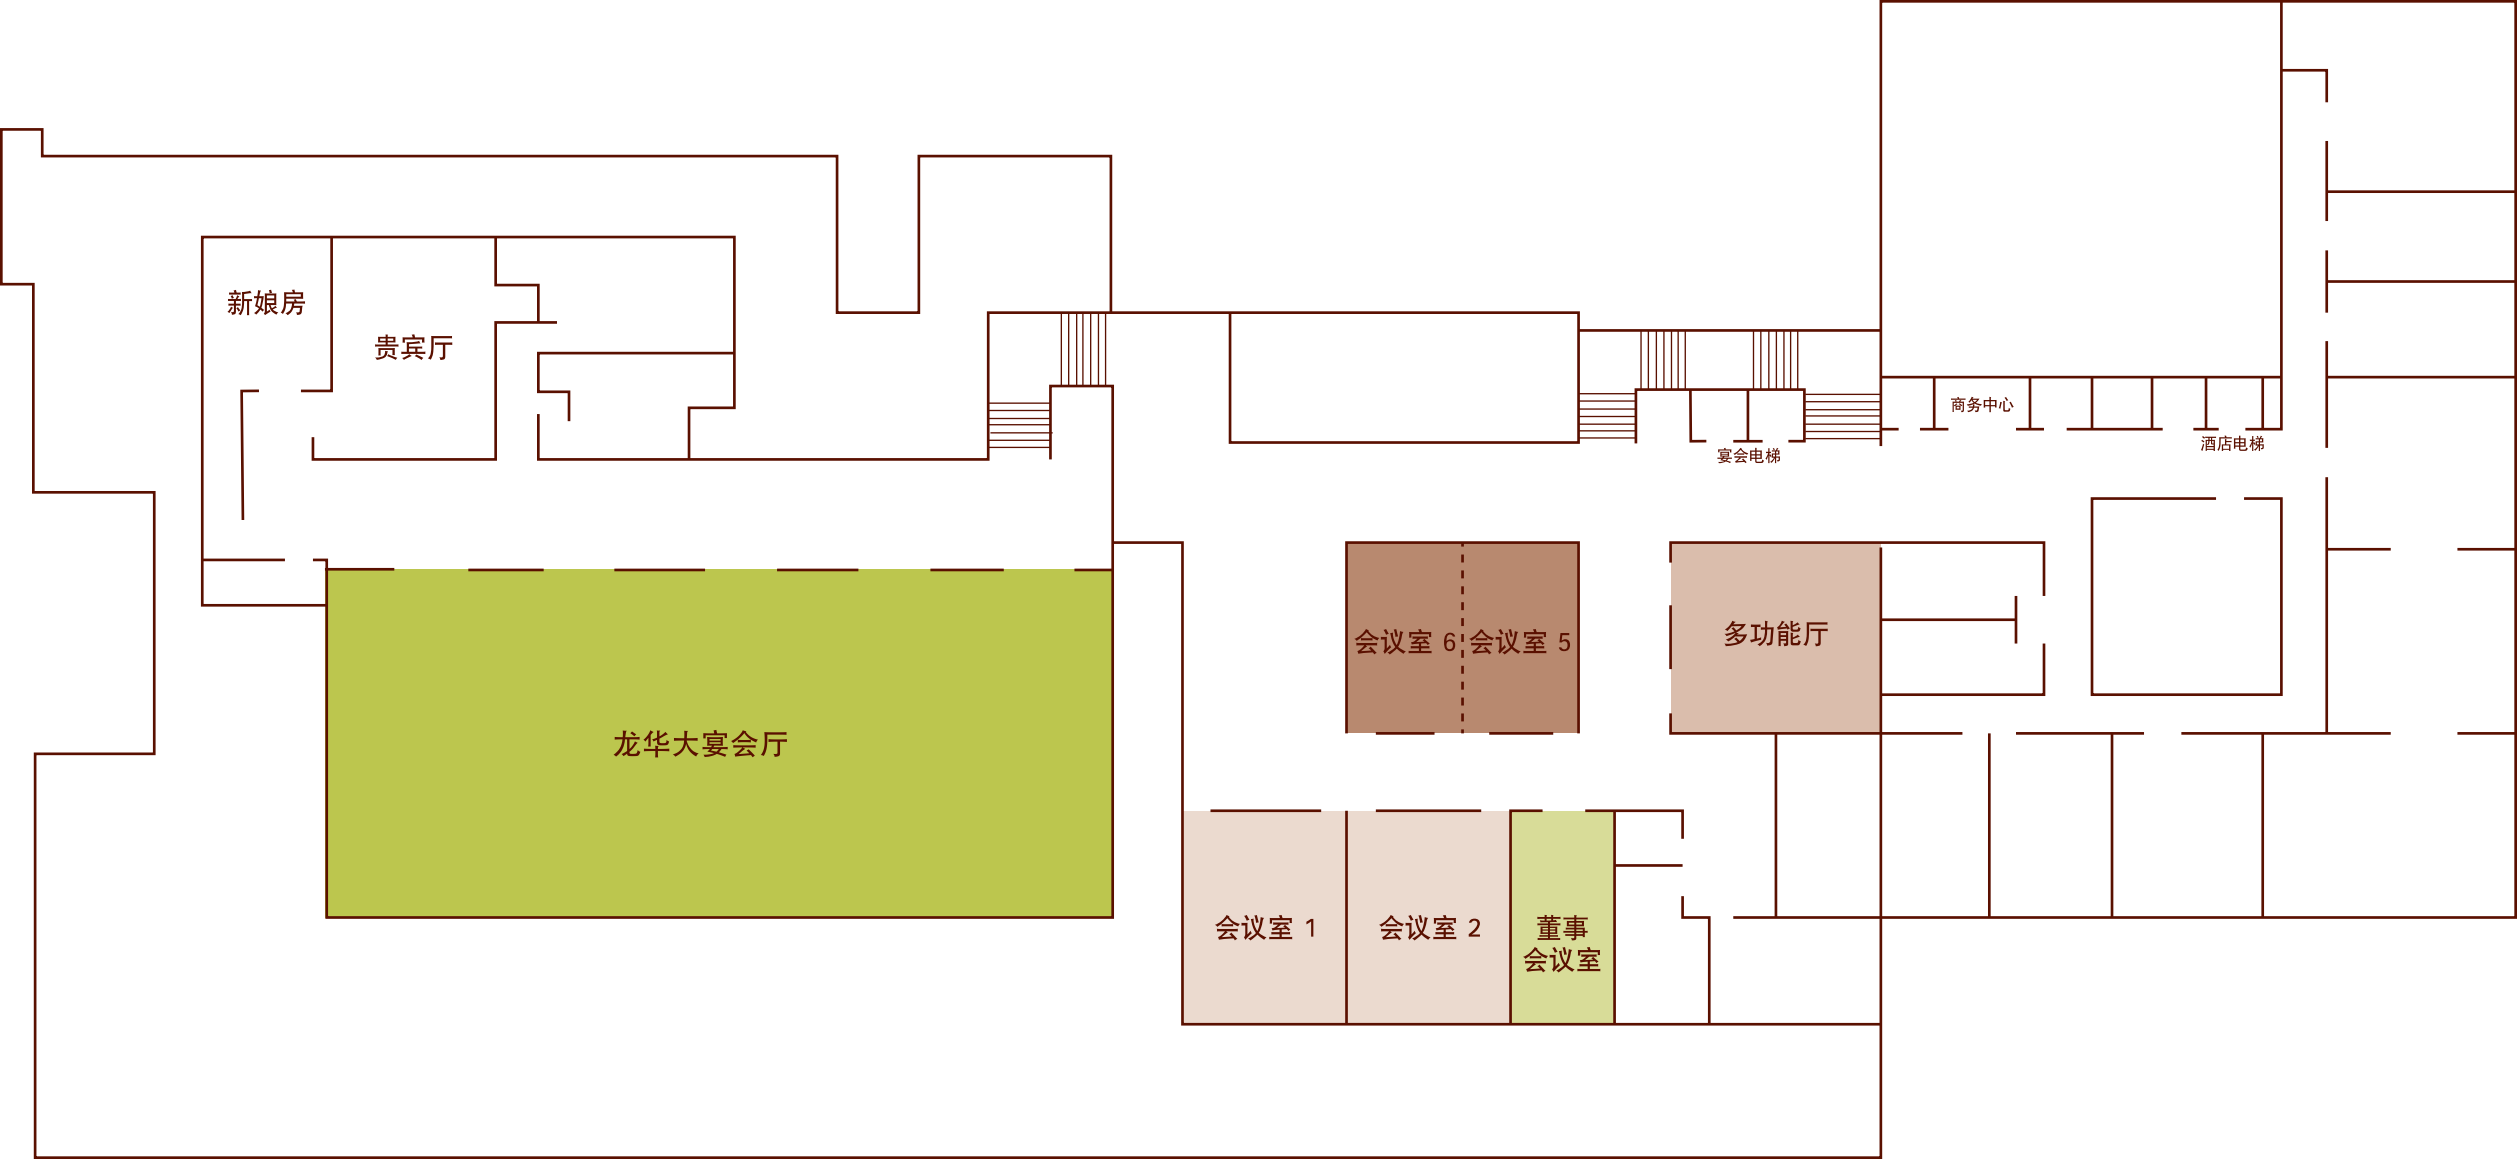 新娘房
贵宾厅
商务中心
酒店电梯
宴会电梯
会议室 6
会议室 5
多功能厅
龙华大宴会厅
会议室 1
会议室 2
董事
会议室